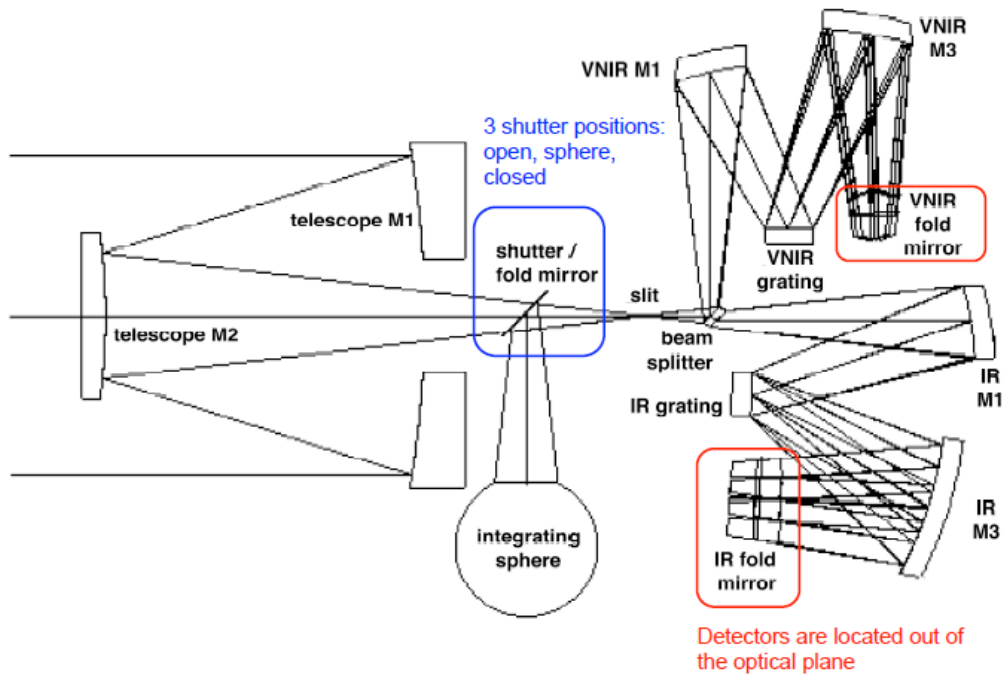 VNIR
M3
VNIR M1
3 shutter positions:
open, sphere,
closed
telescope M1
shutter /
fold mirror
VNIR
fold
mirror
VNIR
grating
slit
telescope M2
beam
splitter
IR
M1
IR grating
integrating
sphere
IR fold
mirror
IR
M3
Detectors are located out of
the optical plane